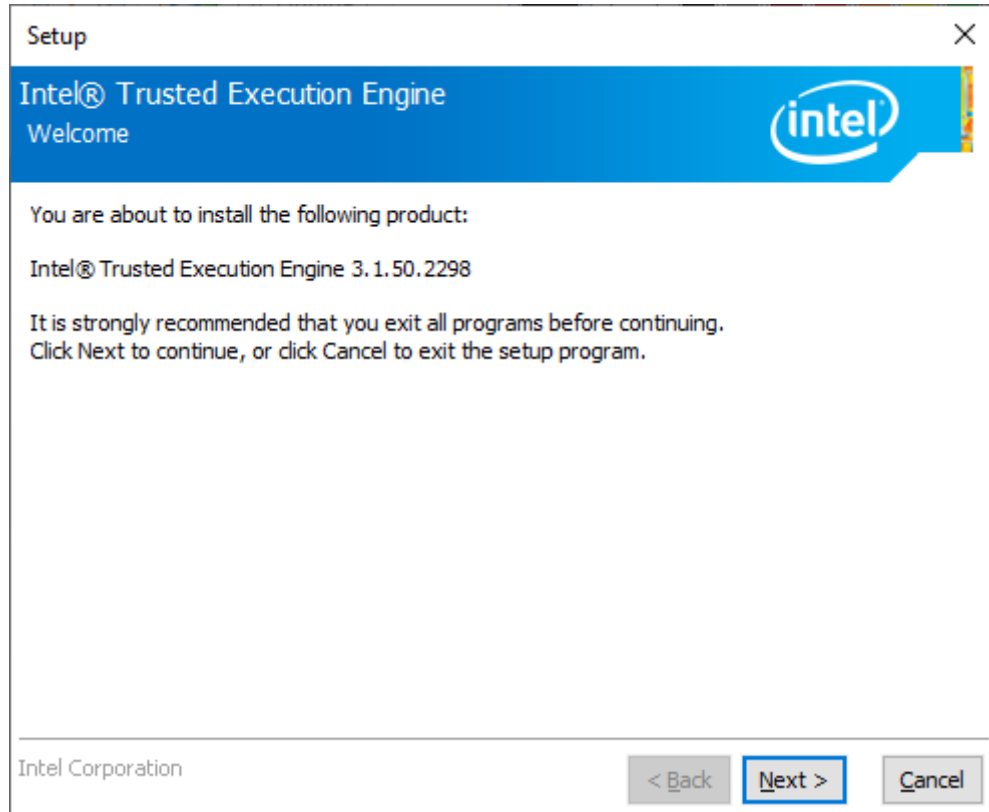 Setup
Intel® Trusted Execution Engine
Welcome
intel
You are about to install the following product:
Intel® Trusted Execution Engine 3.1.50.2298
It is strongly recommended that you exit all programs before continuing.
Click Next to continue, or click Cancel to exit the setup program.
Intel Corporation
< Back Next > Cancel